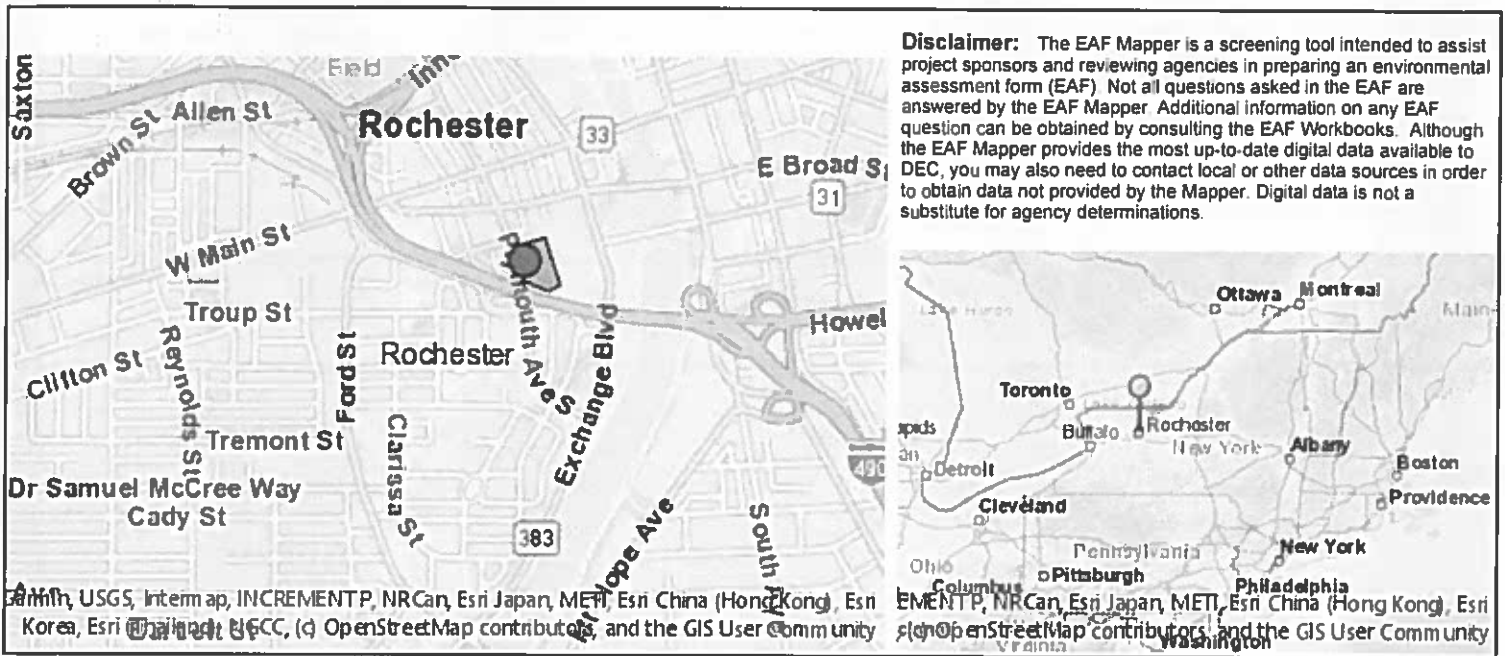 Disclaimer: The EAF Mapper is a screening tool intended to assist
project sponsors and reviewing agencies in preparing an environmental
assessment form (EAF). Not all questions asked in the EAF are
answered by the EAF Mapper. Additional information on any EAF
question can be obtained by consulting the EAF Workbooks. Although
the EAF Mapper provides the most up-to-date digital data available to
DEC, you may also need to contact local or other data sources in order
to obtain data not provided by the Mapper. Digital data is not a
substitute for agency determinations.
Saxton
Field
Allen St
Brown St
Rochester
33
E Broad St
31
W Main St
Plymouth Ave S
Troup St
Reynolds St
Ford St
Rochester
Exchange Blvd
Howel
Clifton St
Tremont St
Clarissa St
490
Dr Samuel McCree Way
Cady St
383
Hope Ave
South
Garmin, USGS, Intermap, INCREMENT P, NRCan, Esri Japan, METI, Esri China (Hong Kong), Esri
Korea, Esri (Thailand), NGCC, (c) OpenStreetMap contributors, and the GIS User Community
Ottawa
Montreal
Toronto
Rochester
Buffalo
New York
Albany
Detroit
Boston
Providence
Cleveland
Pennsylvania
New York
Ohio
Pittsburgh
Columbus
Philadelphia
EMENT P, NRCan, Esri Japan, METI, Esri China (Hong Kong), Esri
OpenStreetMap contributors, and the GIS User Community
Virginia
Washington